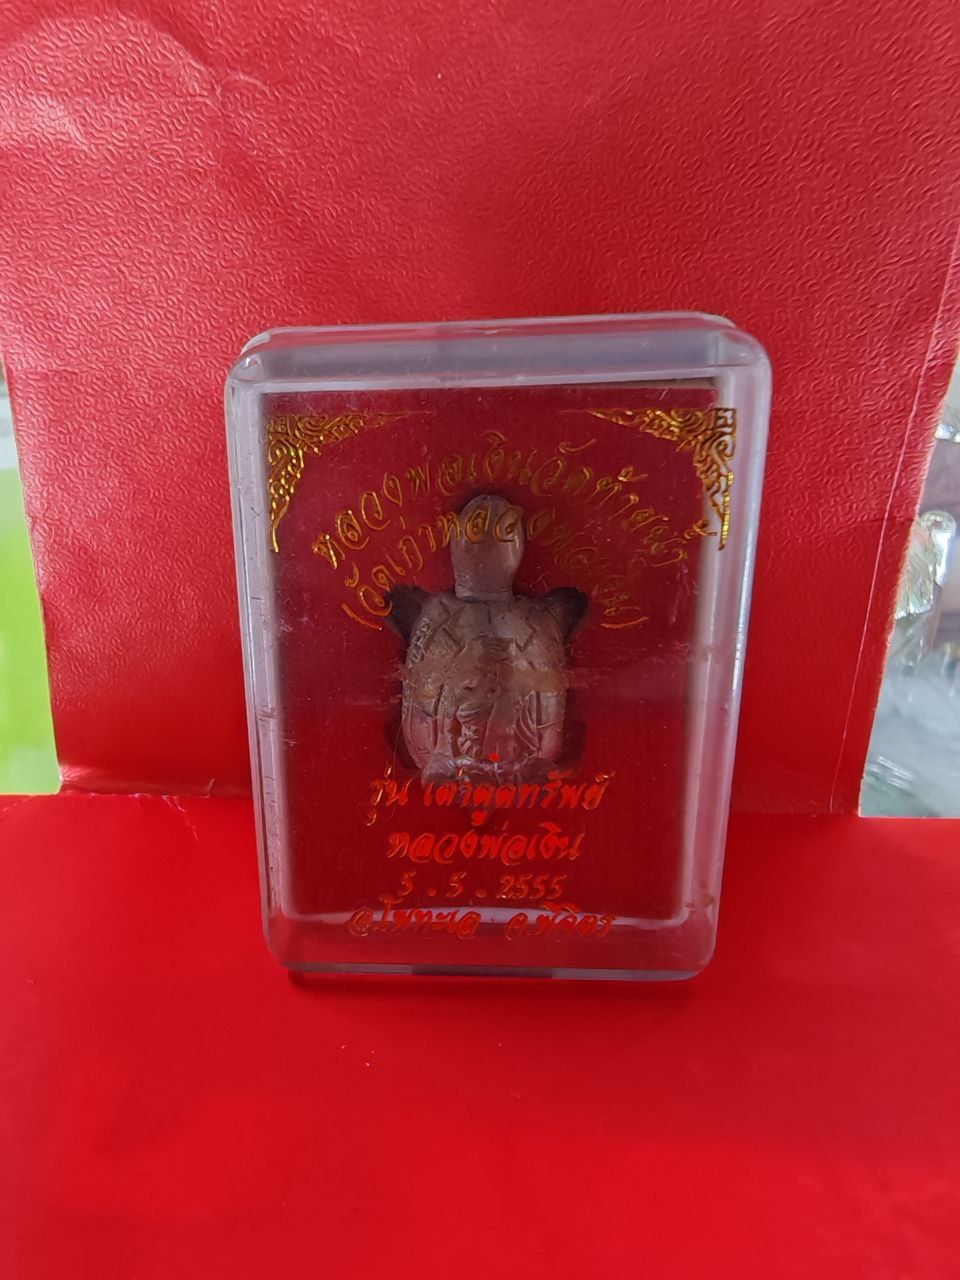 หลวงพ่อเงินวัดท้ายน้ำ
(วัดเก่าหลวงพ่อเงิน)
รุ่น เต่าดูดทรัพย์
หลวงพ่อเงิน
5.5.2555
อ.โพทะเล จ.พิจิตร